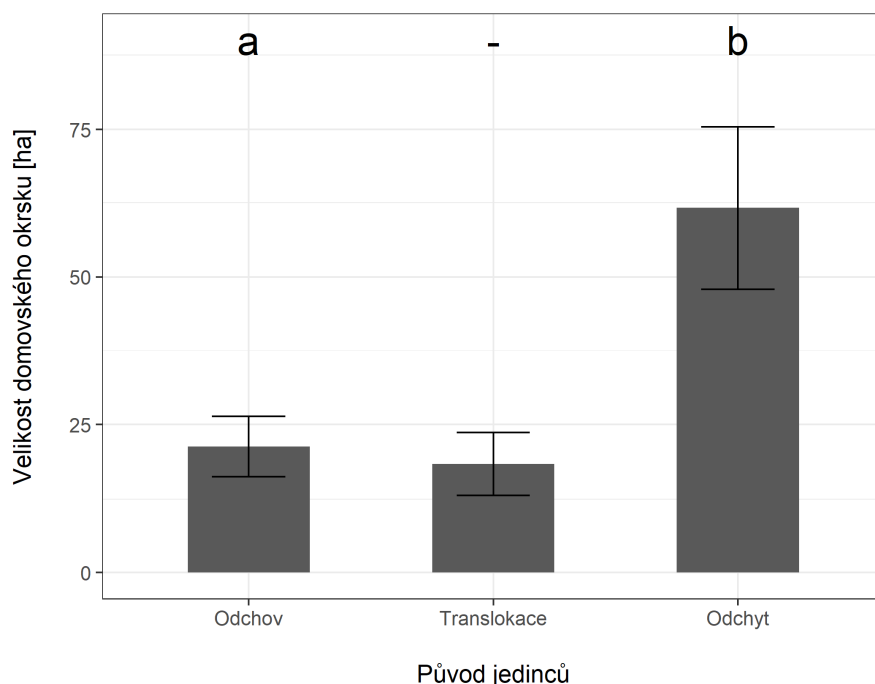 a - b
Velikost domovského okrsku [ha]
75
50
25
0
Odchov Translokace Odchyt
Původ jedinců